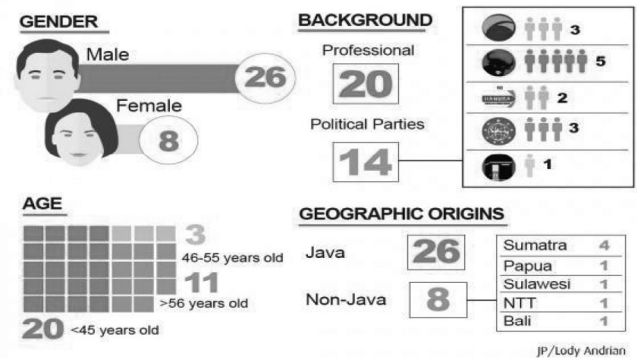 GENDER
Male
26
Female
8
BACKGROUND
Professional
20
Political Parties
14
3
5
HANURA
2
3
1
AGE
3
46-55 years old
11
>56 years old
20 <45 years old
GEOGRAPHIC ORIGINS
Java
26
Non-Java
8
Sumatra 4
Papua 1
Sulawesi 1
NTT 1
Bali 1
JP/Lody Andrian